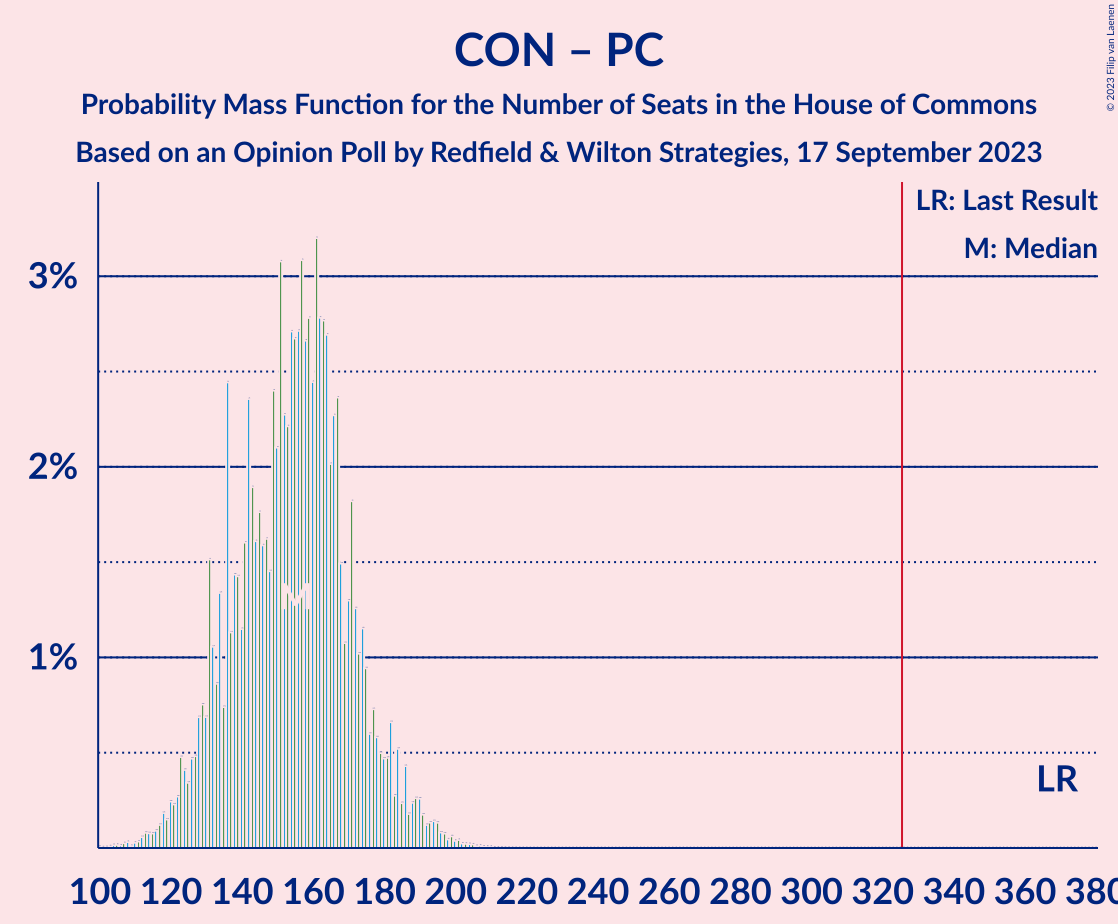 CON – PC
Probability Mass Function for the Number of Seats in the House of Commons
Based on an Opinion Poll by Redfield & Wilton Strategies, 17 September 2023
© 2023 Filip van Laenen
LR: Last Result
M: Median
3%
2%
1%
LR
100 120 140 160 180 200 220 240 260 280 300 320 340 360 380